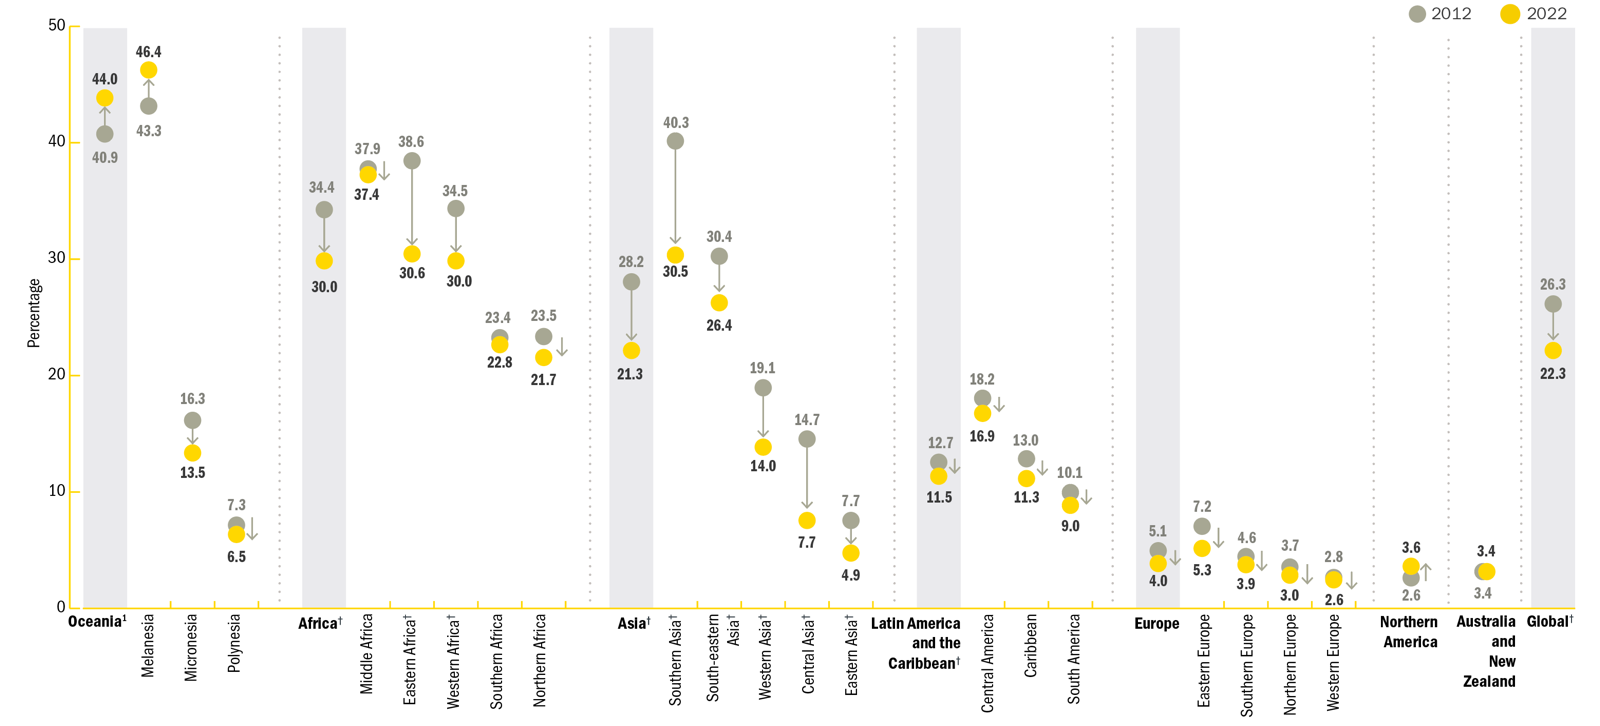 2012
2022
50
40
30
20
10
0
Percentage
44.0
40.9
46.4
43.3
16.3
13.5
7.3
6.5
34.4
30.0
37.9
37.4
38.6
30.6
34.5
30.0
23.4
22.8
23.5
21.7
28.2
21.3
40.3
30.5
30.4
26.4
19.1
14.0
14.7
7.7
7.7
4.9
12.7
11.5
18.2
16.9
13.0
11.3
10.1
9.0
5.1
4.0
7.2
5.3
4.6
3.9
3.7
3.0
2.8
2.6
3.6
2.6
3.4
3.4
26.3
22.3
Oceania¹
Melanesia
Micronesia
Polynesia
Africa†
Middle Africa
Eastern Africa†
Western Africa†
Southern Africa
Northern Africa
Asia†
Southern Asia†
South-eastern
Asia†
Western Asia†
Central Asia†
Eastern Asia†
Latin America
and the
Caribbean†
Central America
Caribbean
South America
Europe
Eastern Europe
Southern Europe
Northern Europe
Western Europe
Northern
America
Australia
and
New
Zealand
Global†